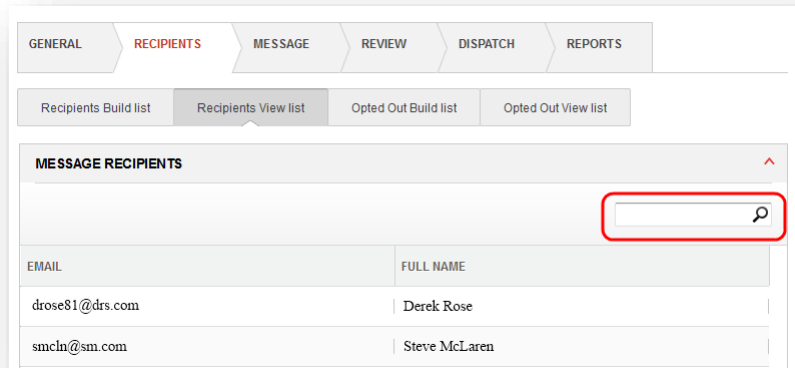 GENERAL RECIPIENTS MESSAGE REVIEW DISPATCH REPORTS
Recipients Build list Recipients View list Opted Out Build list Opted Out View list
MESSAGE RECIPIENTS
EMAIL FULL NAME
drose81@drs.com Derek Rose
smcln@sm.com Steve McLaren